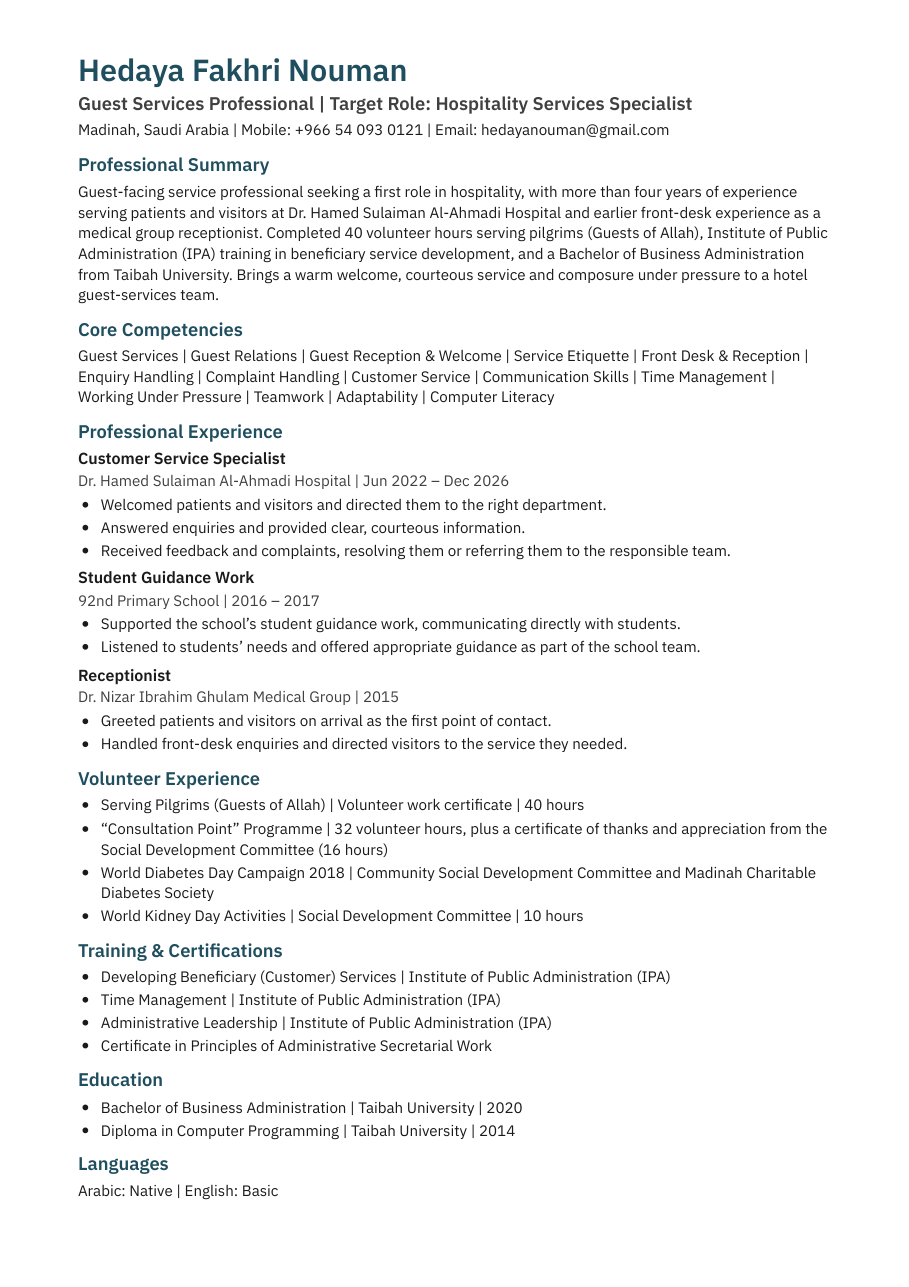 Hedaya Fakhri Nouman
Guest Services Professional | Target Role: Hospitality Services Specialist
Madinah, Saudi Arabia | Mobile: +966 54 093 0121 | Email: hedayanouman@gmail.com
Professional Summary
Guest-facing service professional seeking a first role in hospitality, with more than four years of experience
serving patients and visitors at Dr. Hamed Sulaiman Al-Ahmadi Hospital and earlier front-desk experience as a
medical group receptionist. Completed 40 volunteer hours serving pilgrims (Guests of Allah), Institute of Public
Administration (IPA) training in beneficiary service development, and a Bachelor of Business Administration
from Taibah University. Brings a warm welcome, courteous service and composure under pressure to a hotel
guest-services team.
Core Competencies
Guest Services | Guest Relations | Guest Reception & Welcome | Service Etiquette | Front Desk & Reception |
Enquiry Handling | Complaint Handling | Customer Service | Communication Skills | Time Management |
Working Under Pressure | Teamwork | Adaptability | Computer Literacy
Professional Experience
Customer Service Specialist
Dr. Hamed Sulaiman Al-Ahmadi Hospital | Jun 2022 – Dec 2026
• Welcomed patients and visitors and directed them to the right department.
• Answered enquiries and provided clear, courteous information.
• Received feedback and complaints, resolving them or referring them to the responsible team.
Student Guidance Work
92nd Primary School | 2016 – 2017
• Supported the school’s student guidance work, communicating directly with students.
• Listened to students’ needs and offered appropriate guidance as part of the school team.
Receptionist
Dr. Nizar Ibrahim Ghulam Medical Group | 2015
• Greeted patients and visitors on arrival as the first point of contact.
• Handled front-desk enquiries and directed visitors to the service they needed.
Volunteer Experience
• Serving Pilgrims (Guests of Allah) | Volunteer work certificate | 40 hours
• “Consultation Point” Programme | 32 volunteer hours, plus a certificate of thanks and appreciation from the
Social Development Committee (16 hours)
• World Diabetes Day Campaign 2018 | Community Social Development Committee and Madinah Charitable
Diabetes Society
• World Kidney Day Activities | Social Development Committee | 10 hours
Training & Certifications
• Developing Beneficiary (Customer) Services | Institute of Public Administration (IPA)
• Time Management | Institute of Public Administration (IPA)
• Administrative Leadership | Institute of Public Administration (IPA)
• Certificate in Principles of Administrative Secretarial Work
Education
• Bachelor of Business Administration | Taibah University | 2020
• Diploma in Computer Programming | Taibah University | 2014
Languages
Arabic: Native | English: Basic